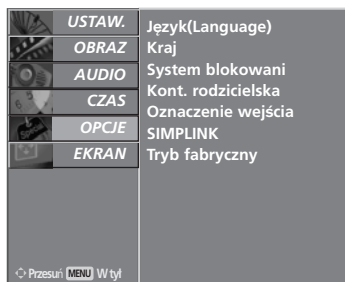 USTAW.
OBRAZ
AUDIO
CZAS
OPCJE
EKRAN
Język(Language)
Kraj
System blokowani
Kont. rodzicielska
Oznaczenie wejścia
SIMPLINK
Tryb fabryczny
Przesuń MENU W tył